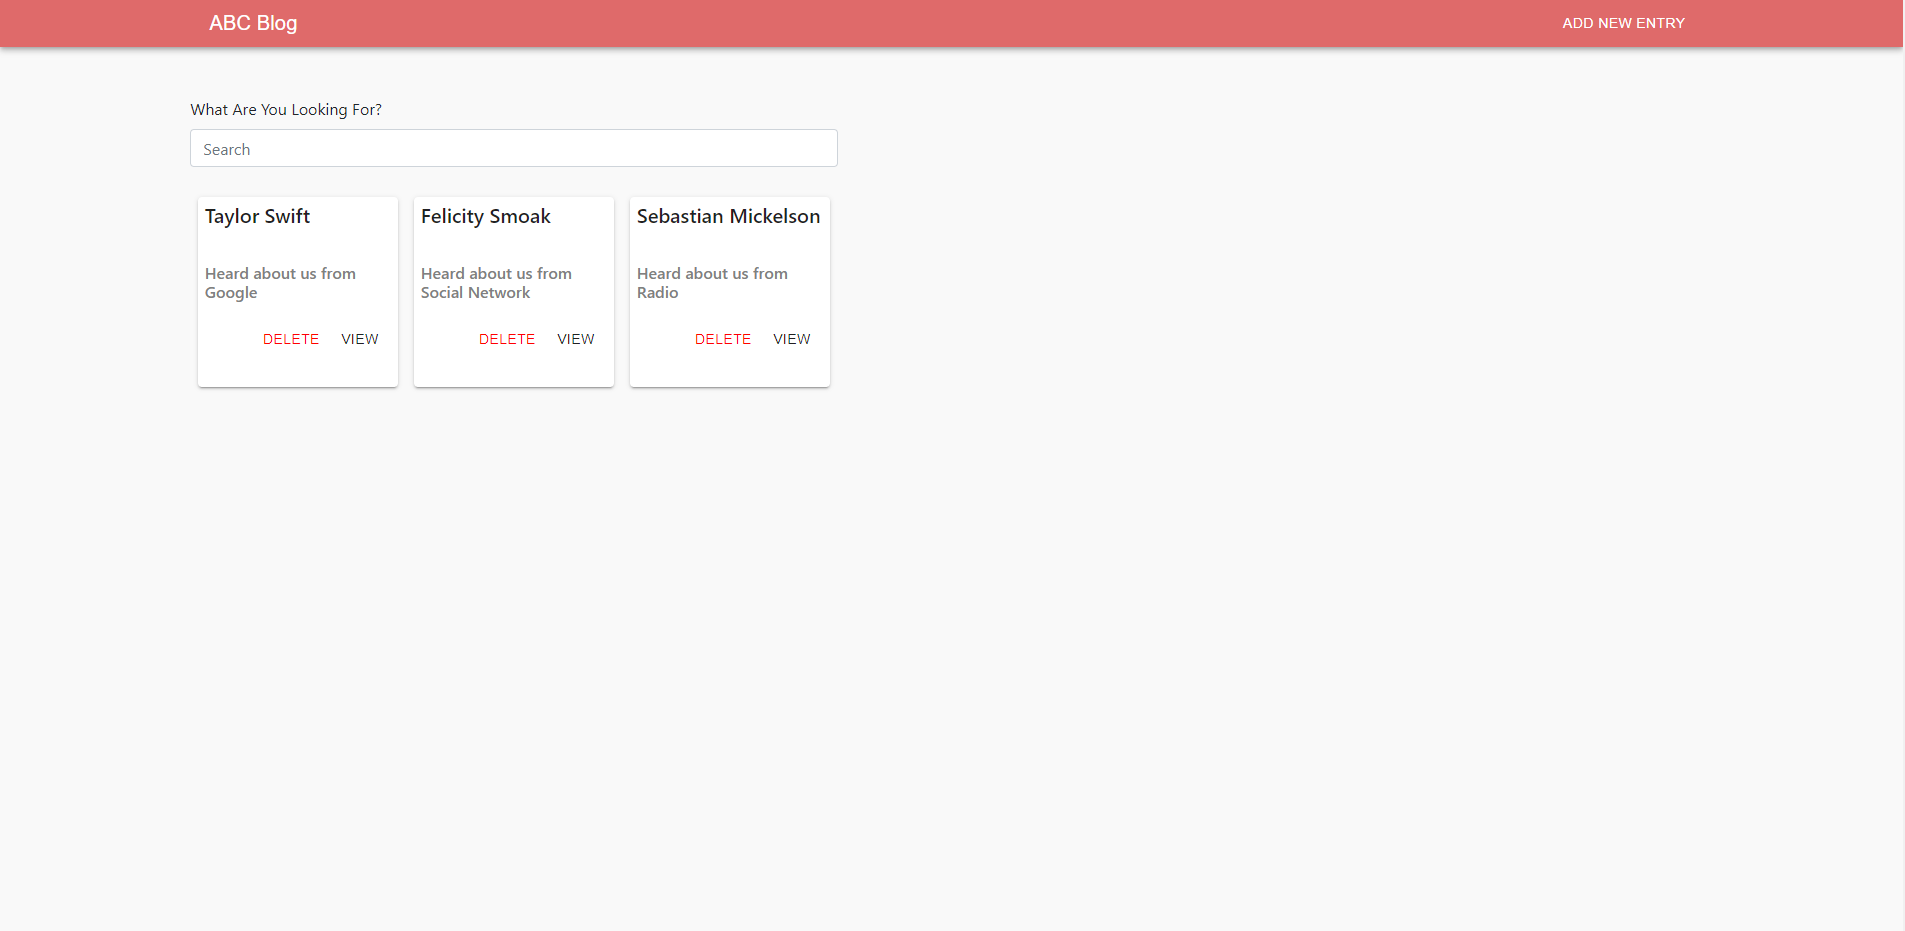 ABC Blog
ADD NEW ENTRY
What Are You Looking For?
Search
Taylor Swift
Heard about us from
Google
DELETE VIEW
Felicity Smoak
Heard about us from
Social Network
DELETE VIEW
Sebastian Mickelson
Heard about us from
Radio
DELETE VIEW